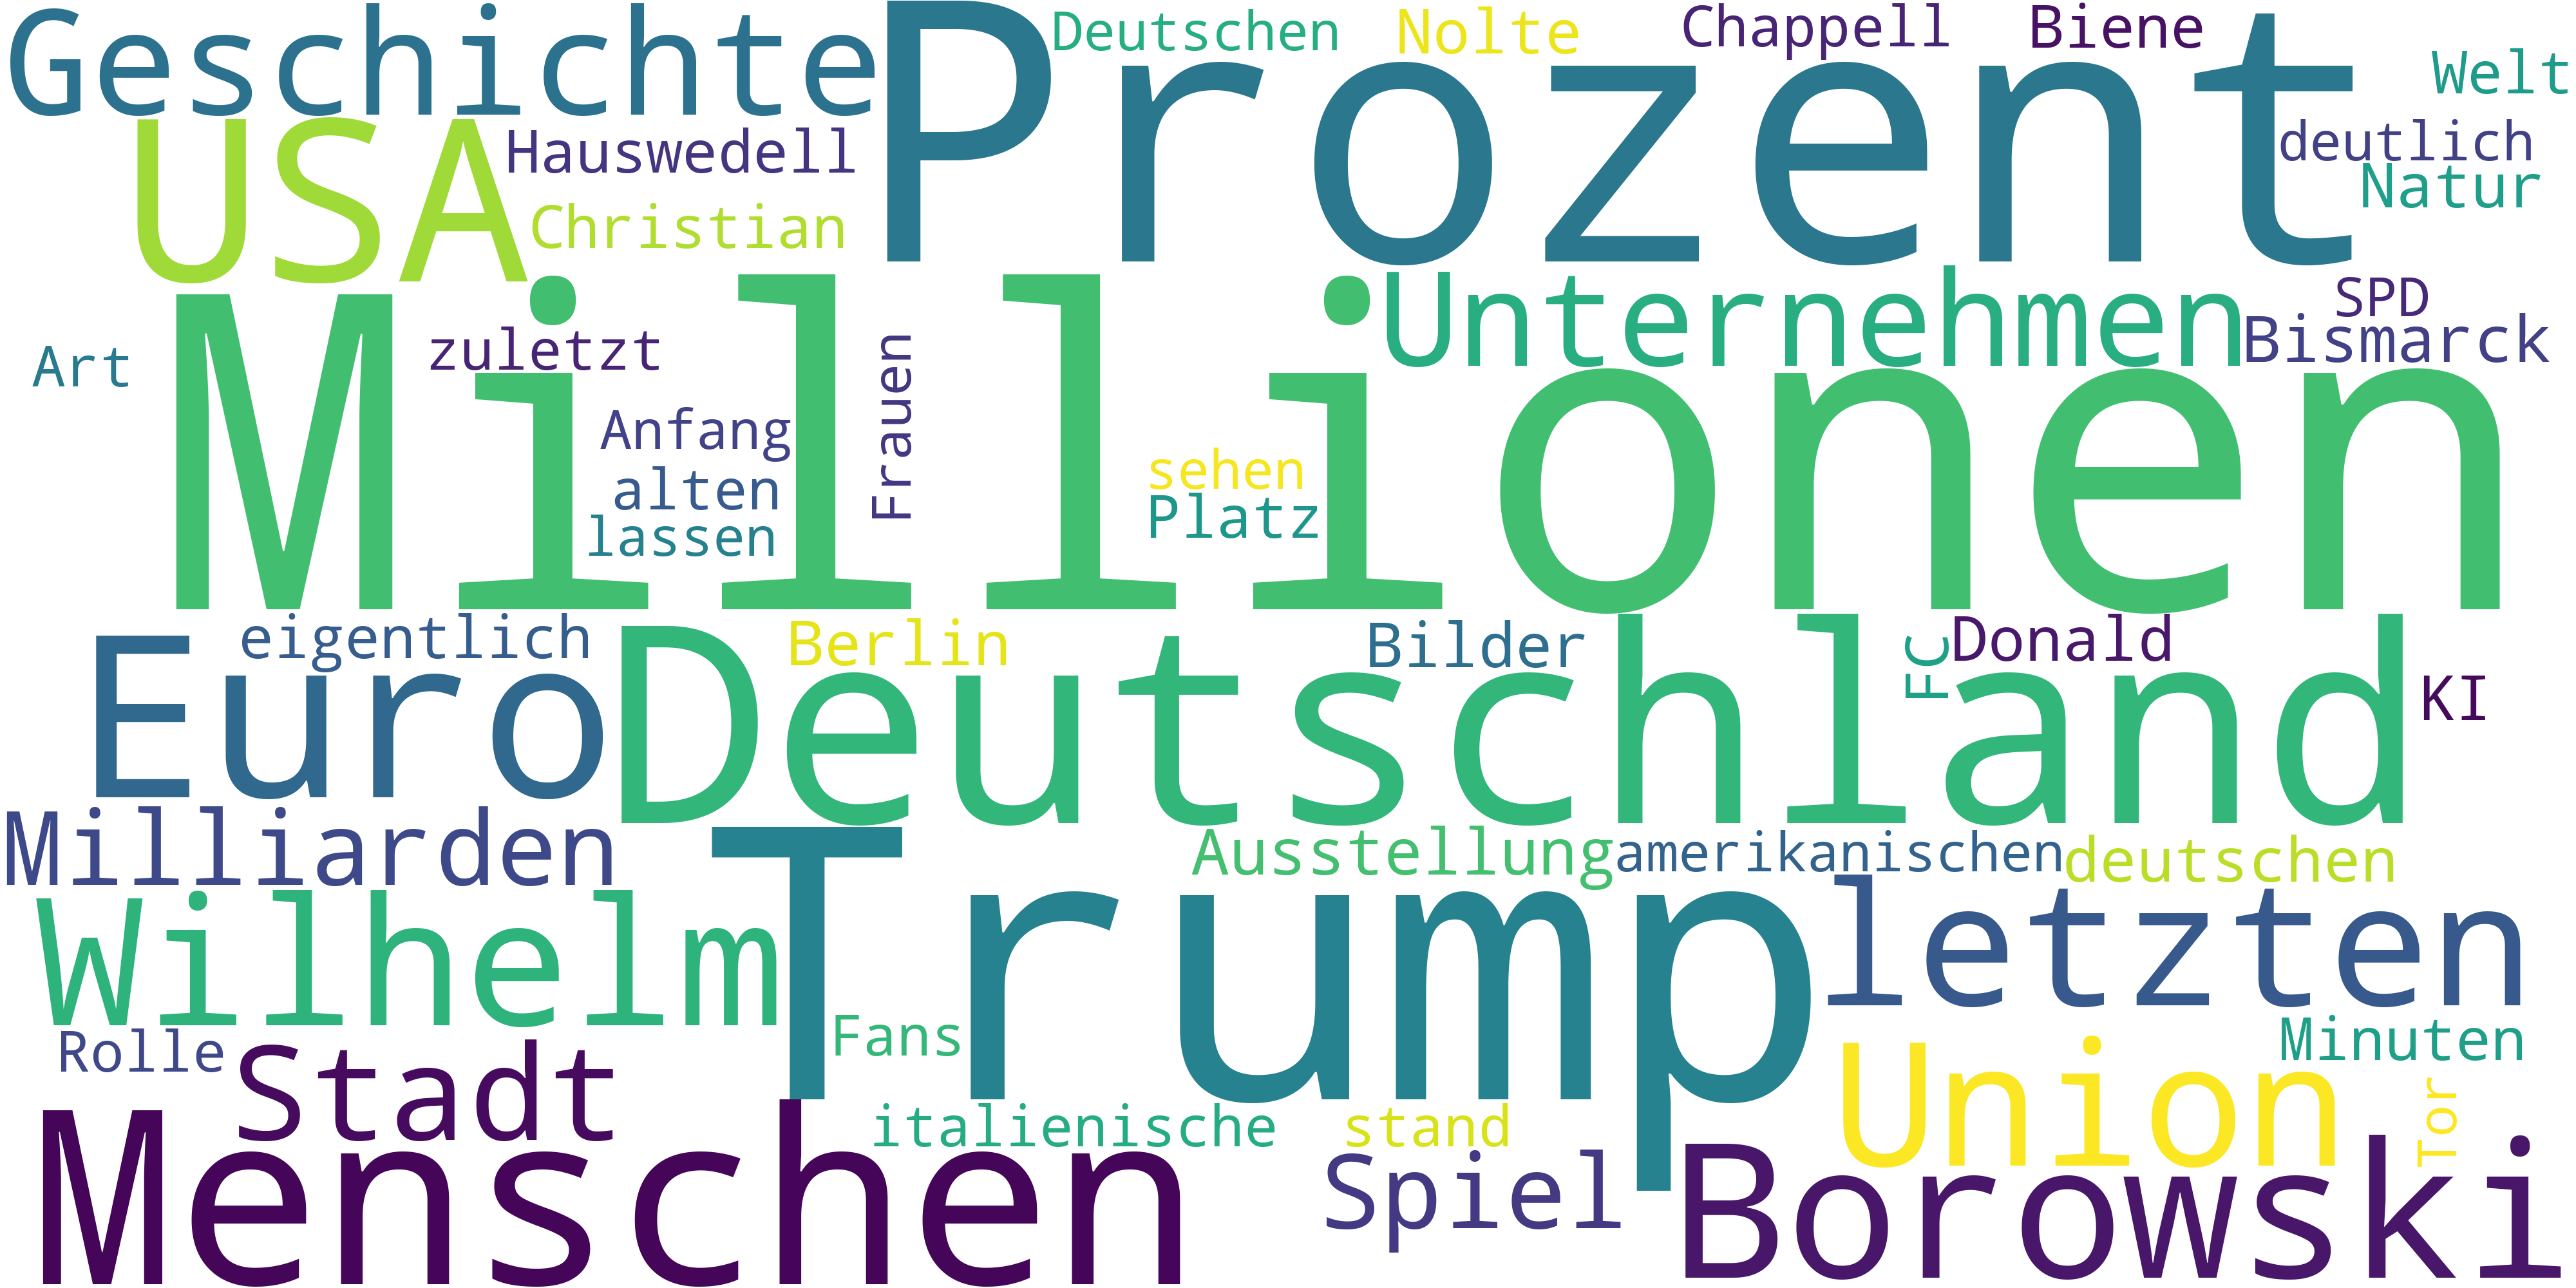 Geschichte
Prozent
Deutschen
Nolte
Chappell
Biene
Welt
USA
Hauswedell
deutlich
Christian
Natur
Millionen
Unternehmen
SPD
Bismarck
Art
zuletzt
Frauen
Anfang
alten
lassen
sehen
Platz
Euro
eigentlich
Deutschland
Berlin
Bilder
FC
Donald
KI
Milliarden
Trump
Ausstellung
amerikanischen
deutschen
Wilhelm
letzten
Rolle
Fans
Minuten
Stadt
Union
Tor
Menschen
italienische
stand
Spiel
Borowski